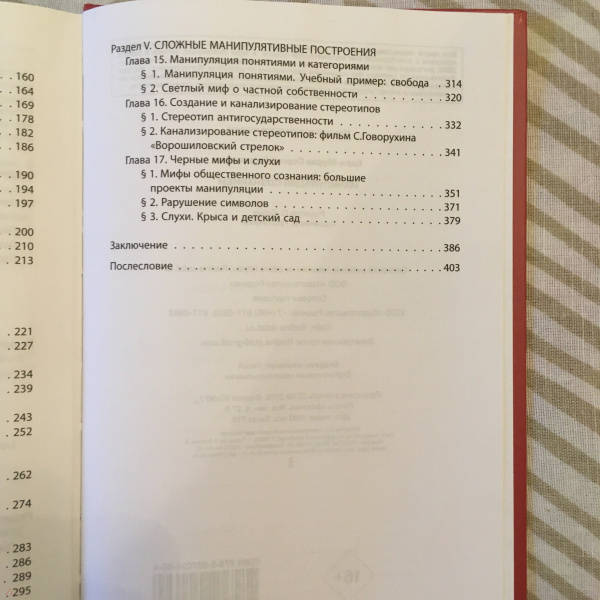 . . 160
. . 164
. . 169
. . 178
. . 182
. . 186
. . 190
. . 194
. . 197
. . 200
. . 210
. . 213
. . 221
. . 227
. . 234
. . 239
. . 243
. . 252
. . 262
. . 274
. . 283
. . 286
. . 289
. . 295
Раздел V. СЛОЖНЫЕ МАНИПУЛЯТИВНЫЕ ПОСТРОЕНИЯ
Глава 15. Манипуляция понятиями и категориями
§ 1. Манипуляция понятиями. Учебный пример: свобода . 314
§ 2. Светлый миф о частной собственности . . . . . . . . . 320
Глава 16. Создание и канализирование стереотипов
§ 1. Стереотип антигосударственности . . . . . . . . . . . . 332
§ 2. Канализирование стереотипов: фильм С.Говорухина
«Ворошиловский стрелок» . . . . . . . . . . . . . . . . . . 341
Глава 17. Черные мифы и слухи
§ 1. Мифы общественного сознания: большие
проекты манипуляции . . . . . . . . . . . . . . . . . . . . 351
§ 2. Рарушение символов . . . . . . . . . . . . . . . . . . . 371
§ 3. Слухи. Крыса и детский сад . . . . . . . . . . . . . . . 379
Заключение . . . . . . . . . . . . . . . . . . . . . . . . . . . 386
Послесловие . . . . . . . . . . . . . . . . . . . . . . . . . . . 403
16+